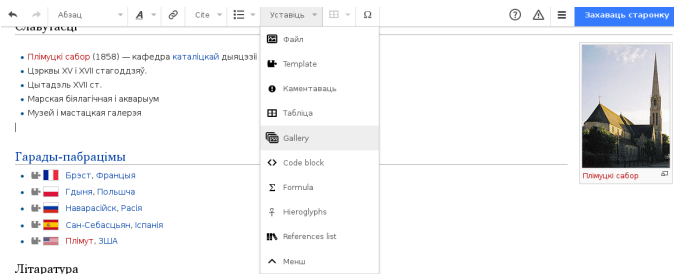 Абзац
A
Cite
Уставіць
Ω
Захаваць старонку
Славутасці
Плімуцкі сабор (1858) — кафедра каталіцкай дыяцэзіі
Цэрквы XV і XVII стагоддзяў.
Цытадэль XVII ст.
Марская біялагічная і акварыум
Музей і мастацкая галерэя
Файл
Template
Каментаваць
Табліца
Gallery
Code block
Formula
Hieroglyphs
References list
Менш
Плімуцкі сабор
Гарады-пабрацімы
Брэст, Францыя
Гдыня, Польшча
Наварасійск, Расія
Сан-Себасцьян, Іспанія
Плімут, ЗША
Літаратура